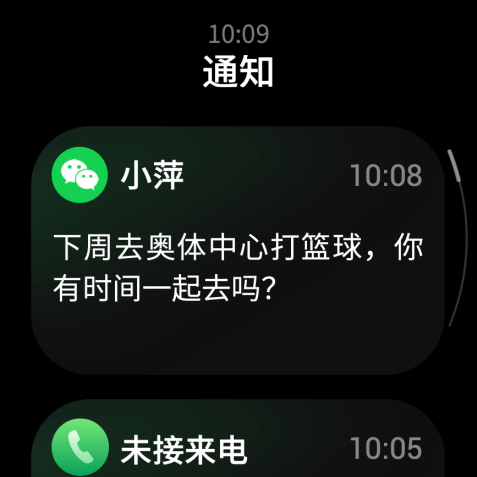 10:09
通知
小萍 10:08
下周去奥体中心打篮球，你
有时间一起去吗？
未接来电 10:05